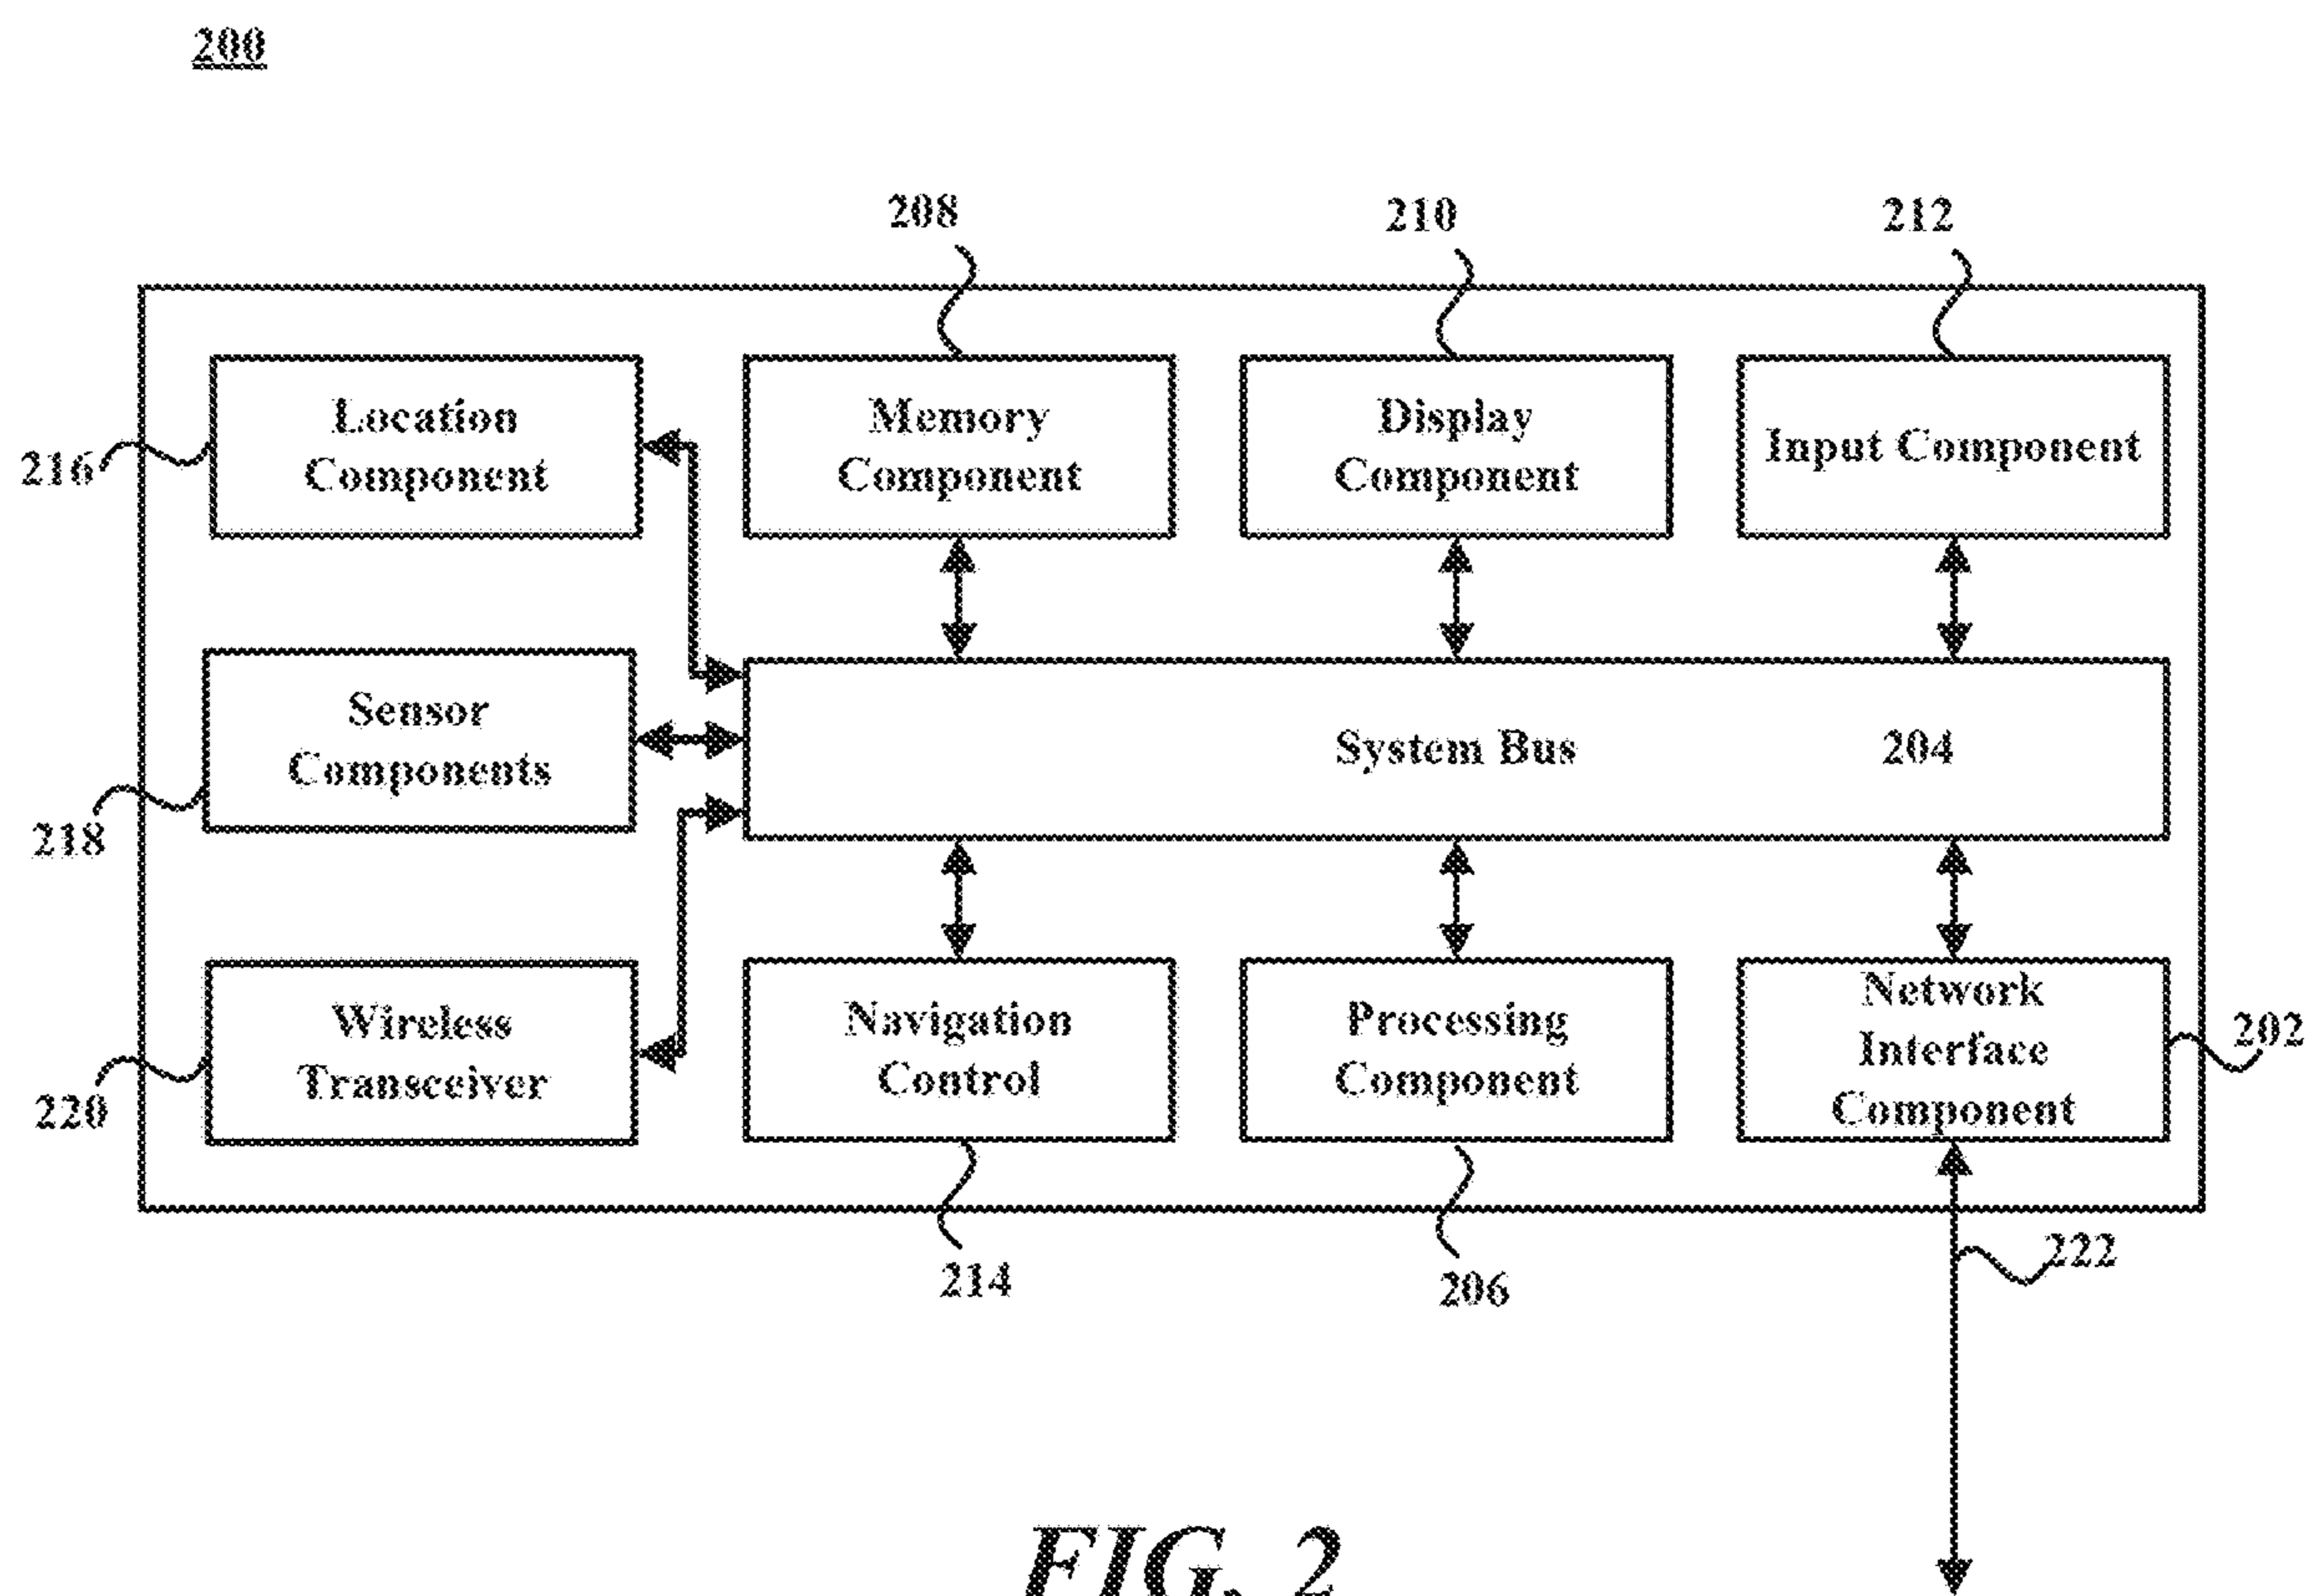 200
208
210
212
Location
Component
Memory
Component
Display
Component
Input Component
216
Sensor
Components
System Bus
204
218
Wireless
Transceiver
Navigation
Control
Processing
Component
Network
Interface
Component
202
220
214
206
222
FIG. 2